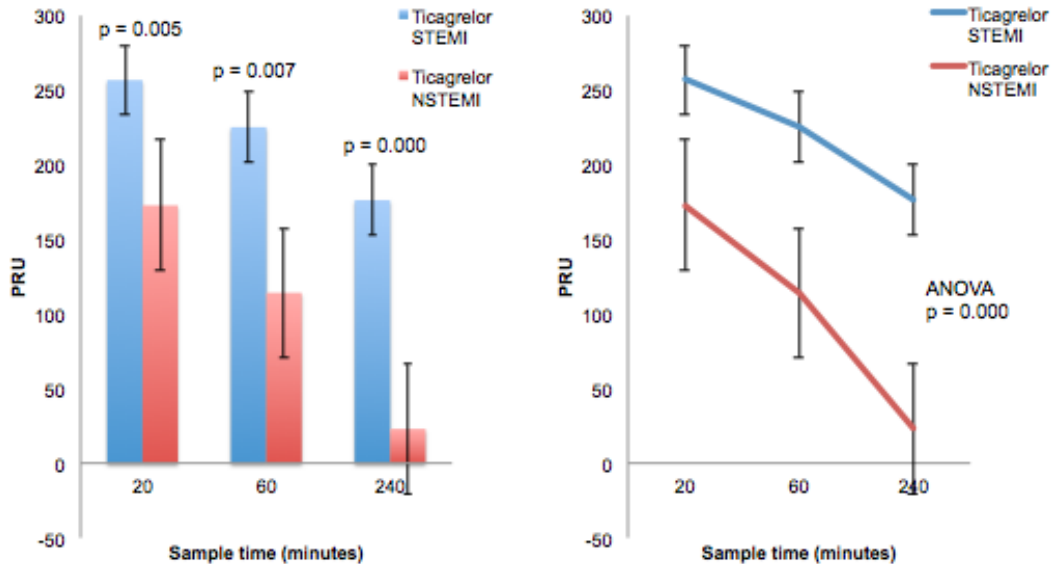 300
250
200
150
100
50
0
-50
PRU
p = 0.005
p = 0.007
p = 0.000
Ticagrelor
STEMI
Ticagrelor
NSTEMI
20
60
240
Sample time (minutes)
300
250
200
150
100
50
0
-50
PRU
Ticagrelor
STEMI
Ticagrelor
NSTEMI
ANOVA
p = 0.000
20
60
240
Sample time (minutes)